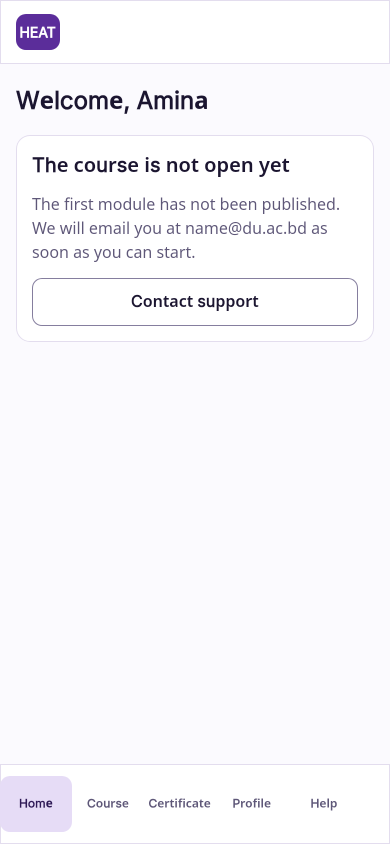 HEAT
Welcome, Amina
The course is not open yet
The first module has not been published.
We will email you at name@du.ac.bd as
soon as you can start.
Contact support
Home Course Certificate Profile Help